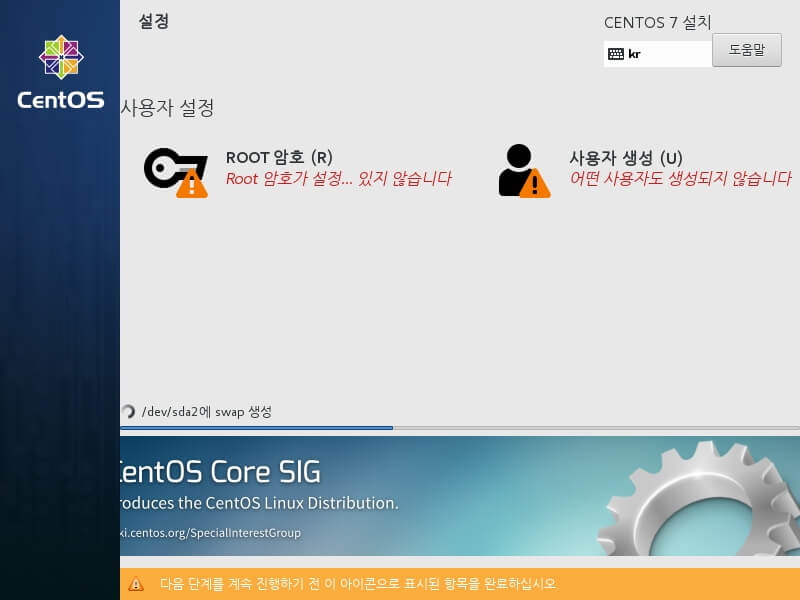 설정
CENTOS 7 설치
kr
도움말
CentOS
사용자 설정
ROOT 암호 (R)
Root 암호가 설정... 있지 않습니다
사용자 생성 (U)
어떤 사용자도 생성되지 않습니다
/dev/sda2에 swap 생성
CentOS Core SIG
roduces the CentOS Linux Distribution.
ki.centos.org/SpecialInterestGroup
다음 단계를 계속 진행하기 전 이 아이콘으로 표시된 항목을 완료하십시오.